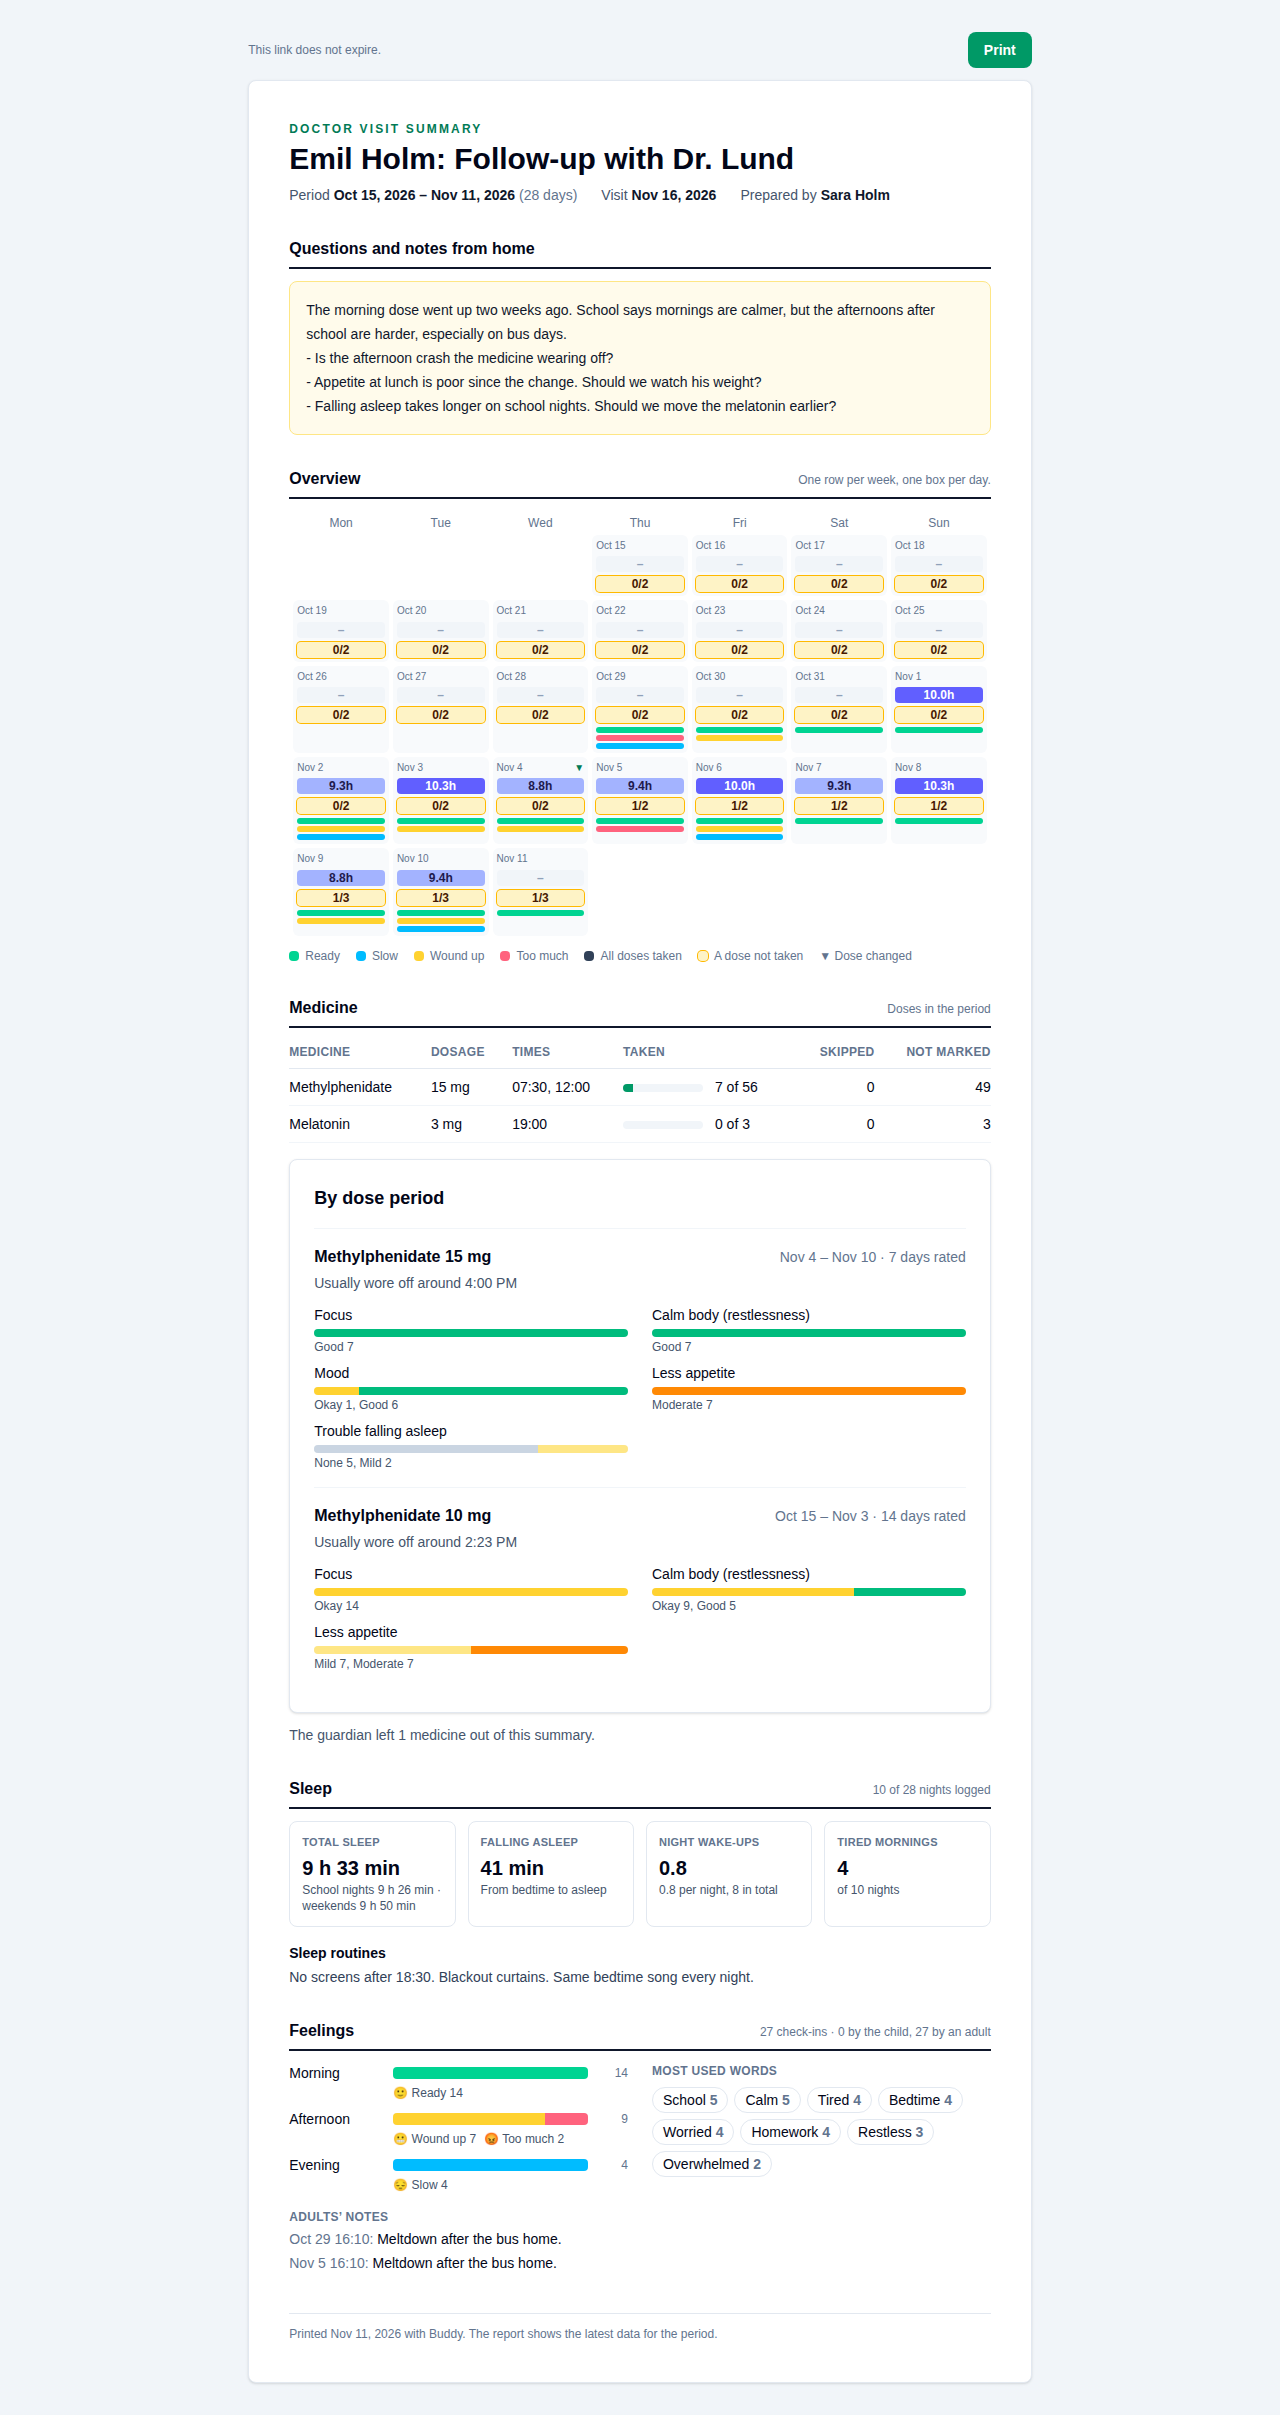 This link does not expire.
Print
DOCTOR VISIT SUMMARY
Emil Holm: Follow-up with Dr. Lund
Period Oct 15, 2026 – Nov 11, 2026 (28 days) Visit Nov 16, 2026 Prepared by Sara Holm
Questions and notes from home
The morning dose went up two weeks ago. School says mornings are calmer, but the afternoons after
school are harder, especially on bus days.
- Is the afternoon crash the medicine wearing off?
- Appetite at lunch is poor since the change. Should we watch his weight?
- Falling asleep takes longer on school nights. Should we move the melatonin earlier?
Overview One row per week, one box per day.
Mon Tue Wed Thu Fri Sat Sun
Oct 15 Oct 16 Oct 17 Oct 18
– – – –
0/2 0/2 0/2 0/2
Oct 19 Oct 20 Oct 21 Oct 22 Oct 23 Oct 24 Oct 25
– – – – – – –
0/2 0/2 0/2 0/2 0/2 0/2 0/2
Oct 26 Oct 27 Oct 28 Oct 29 Oct 30 Oct 31 Nov 1
– – – – – – 10.0h
0/2 0/2 0/2 0/2 0/2 0/2 0/2
Nov 2 Nov 3 Nov 4 ▼ Nov 5 Nov 6 Nov 7 Nov 8
9.3h 10.3h 8.8h 9.4h 10.0h 9.3h 10.3h
0/2 0/2 0/2 1/2 1/2 1/2 1/2
Nov 9 Nov 10 Nov 11
8.8h 9.4h –
1/3 1/3 1/3
Ready Slow Wound up Too much All doses taken A dose not taken ▼ Dose changed
Medicine Doses in the period
MEDICINE DOSAGE TIMES TAKEN SKIPPED NOT MARKED
Methylphenidate 15 mg 07:30, 12:00 7 of 56 0 49
Melatonin 3 mg 19:00 0 of 3 0 3
By dose period
Methylphenidate 15 mg Nov 4 – Nov 10 · 7 days rated
Usually wore off around 4:00 PM
Focus Calm body (restlessness)
Good 7 Good 7
Mood Less appetite
Okay 1, Good 6 Moderate 7
Trouble falling asleep
None 5, Mild 2
Methylphenidate 10 mg Oct 15 – Nov 3 · 14 days rated
Usually wore off around 2:23 PM
Focus Calm body (restlessness)
Okay 14 Okay 9, Good 5
Less appetite
Mild 7, Moderate 7
The guardian left 1 medicine out of this summary.
Sleep 10 of 28 nights logged
TOTAL SLEEP FALLING ASLEEP NIGHT WAKE-UPS TIRED MORNINGS
9 h 33 min 41 min 0.8 4
School nights 9 h 26 min · From bedtime to asleep 0.8 per night, 8 in total of 10 nights
weekends 9 h 50 min
Sleep routines
No screens after 18:30. Blackout curtains. Same bedtime song every night.
Feelings 27 check-ins · 0 by the child, 27 by an adult
Morning 14
🙂 Ready 14
Afternoon 9
😬 Wound up 7 😡 Too much 2
Evening 4
😔 Slow 4
MOST USED WORDS
School 5 Calm 5 Tired 4 Bedtime 4
Worried 4 Homework 4 Restless 3
Overwhelmed 2
ADULTS’ NOTES
Oct 29 16:10: Meltdown after the bus home.
Nov 5 16:10: Meltdown after the bus home.
Printed Nov 11, 2026 with Buddy. The report shows the latest data for the period.